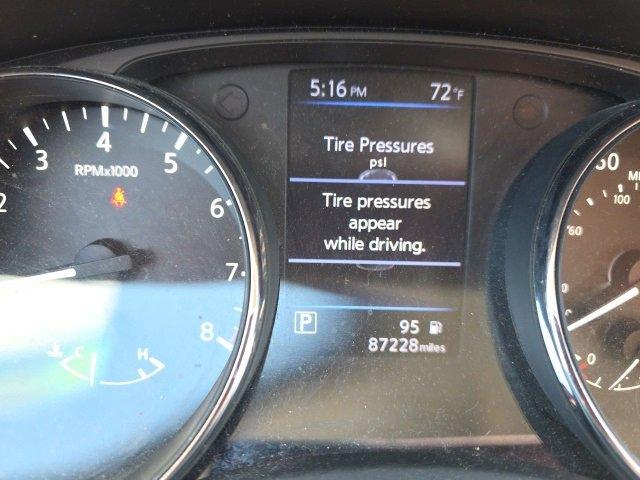 5:16 PM 72°F
Tire Pressures
psi
Tire pressures
appear
while driving.
P 95
87228 miles
2 3 4 5 6 7 8
RPMx1000
C H
100
60
0